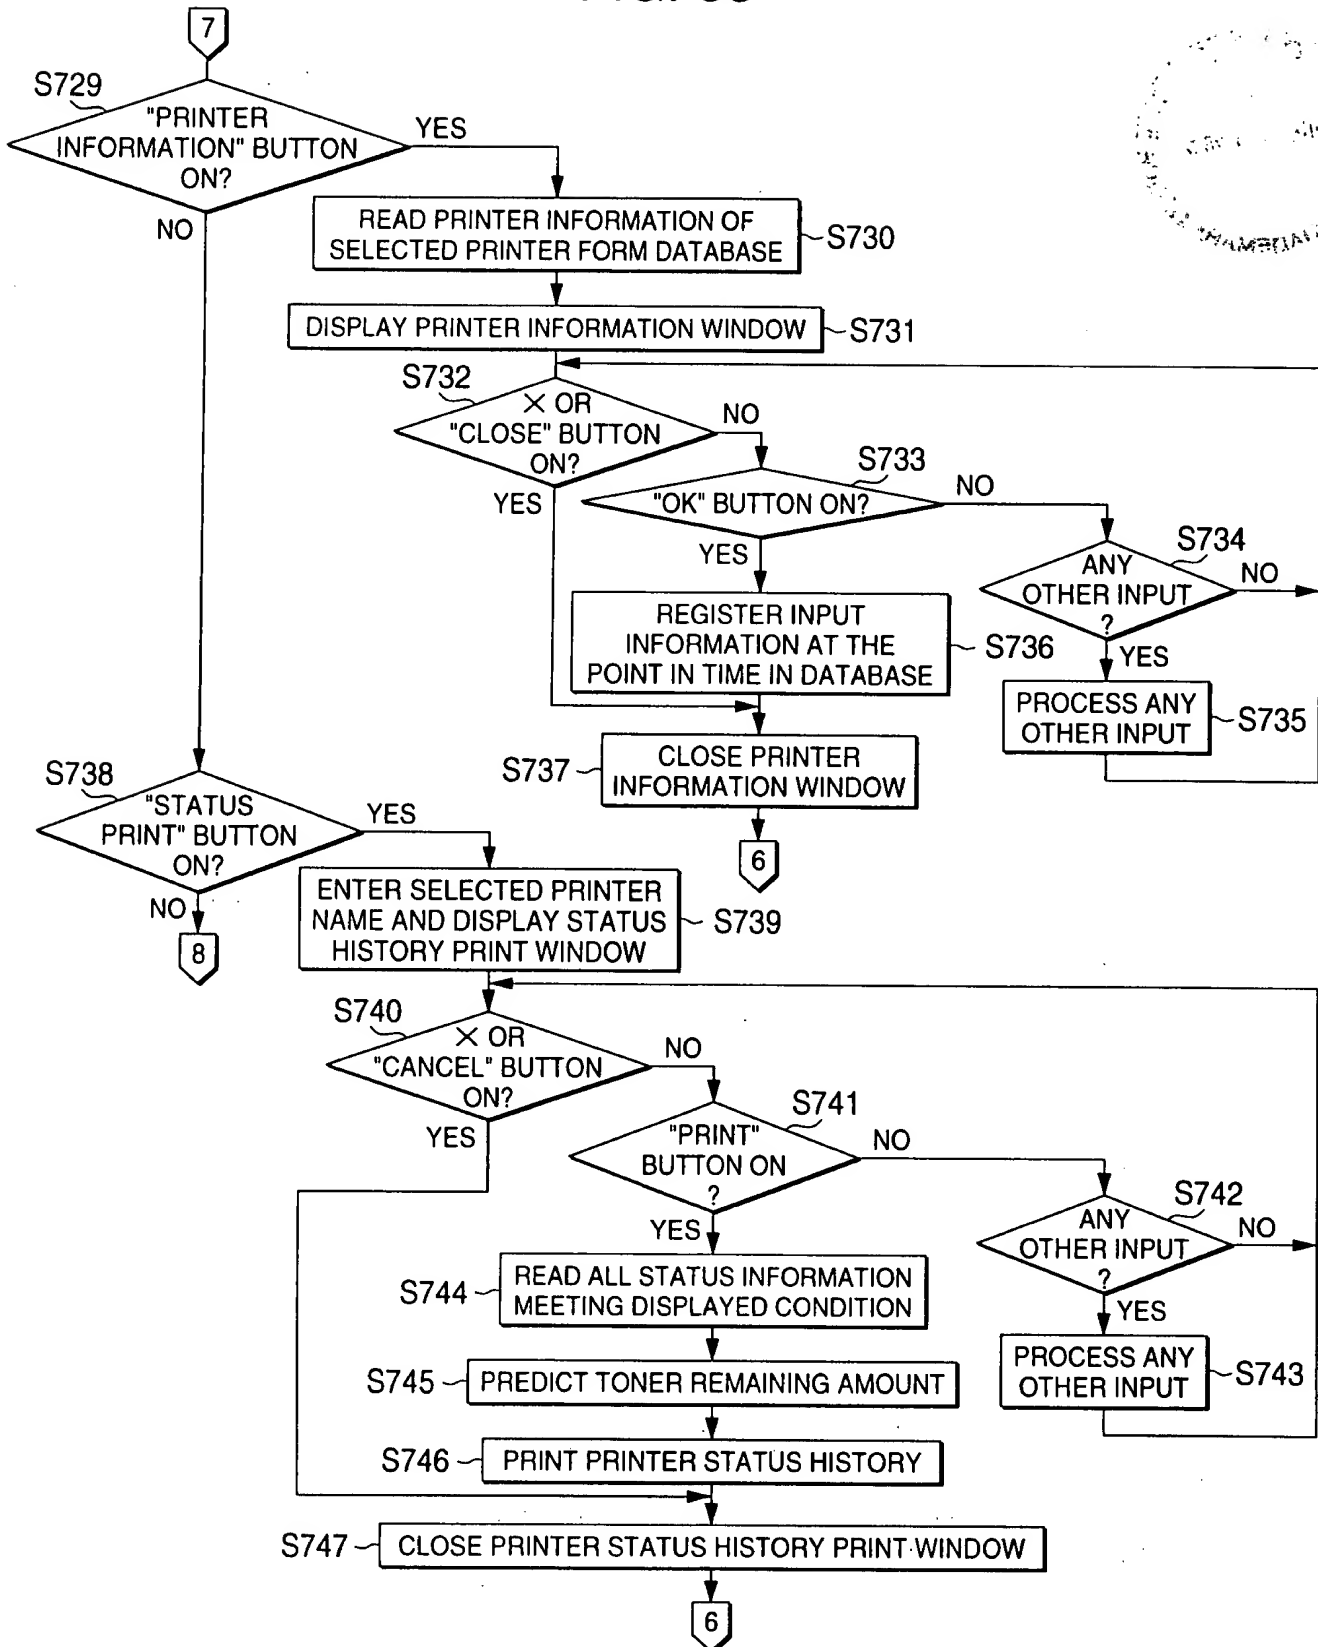 7
S729
"PRINTER
INFORMATION" BUTTON
ON?
YES
NO
READ PRINTER INFORMATION OF
SELECTED PRINTER FORM DATABASE
S730
DISPLAY PRINTER INFORMATION WINDOW
S731
S732
× OR
"CLOSE" BUTTON
ON?
NO
YES
S733
"OK" BUTTON ON?
NO
YES
S734
ANY
OTHER INPUT
?
NO
YES
REGISTER INPUT
INFORMATION AT THE
POINT IN TIME IN DATABASE
S736
PROCESS ANY
OTHER INPUT
S735
S737
CLOSE PRINTER
INFORMATION WINDOW
6
S738
"STATUS
PRINT" BUTTON
ON?
YES
NO
8
ENTER SELECTED PRINTER
NAME AND DISPLAY STATUS
HISTORY PRINT WINDOW
S739
S740
× OR
"CANCEL" BUTTON
ON?
NO
YES
S741
"PRINT"
BUTTON ON
?
NO
YES
S742
ANY
OTHER INPUT
?
NO
YES
S744
READ ALL STATUS INFORMATION
MEETING DISPLAYED CONDITION
PROCESS ANY
OTHER INPUT
S743
S745
PREDICT TONER REMAINING AMOUNT
S746
PRINT PRINTER STATUS HISTORY
S747
CLOSE PRINTER STATUS HISTORY PRINT WINDOW
6